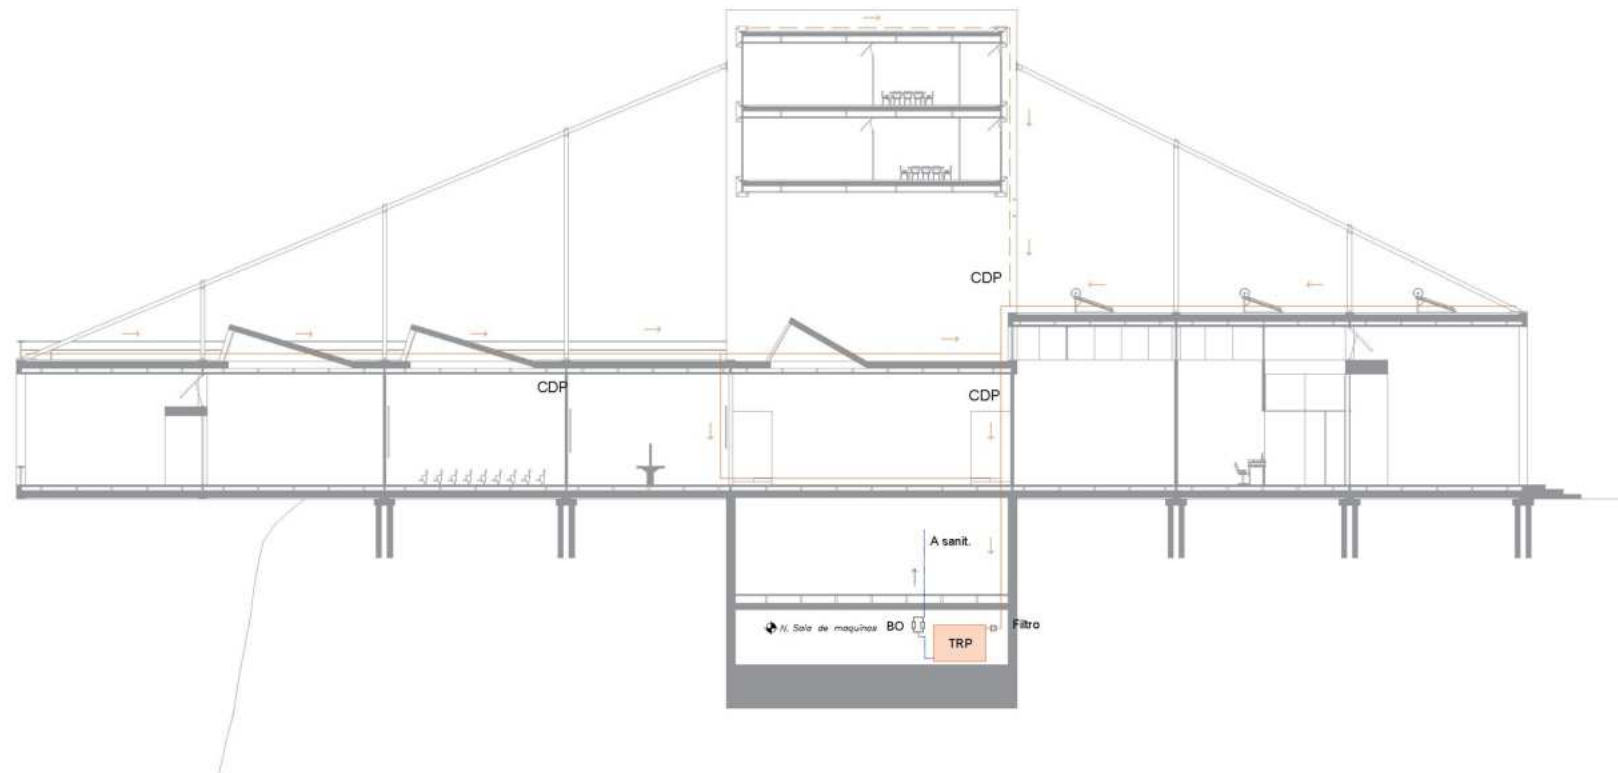 CDP
CDP
CDP
A sanit.
N. Sala de maquinas
BO
Filtro
TRP